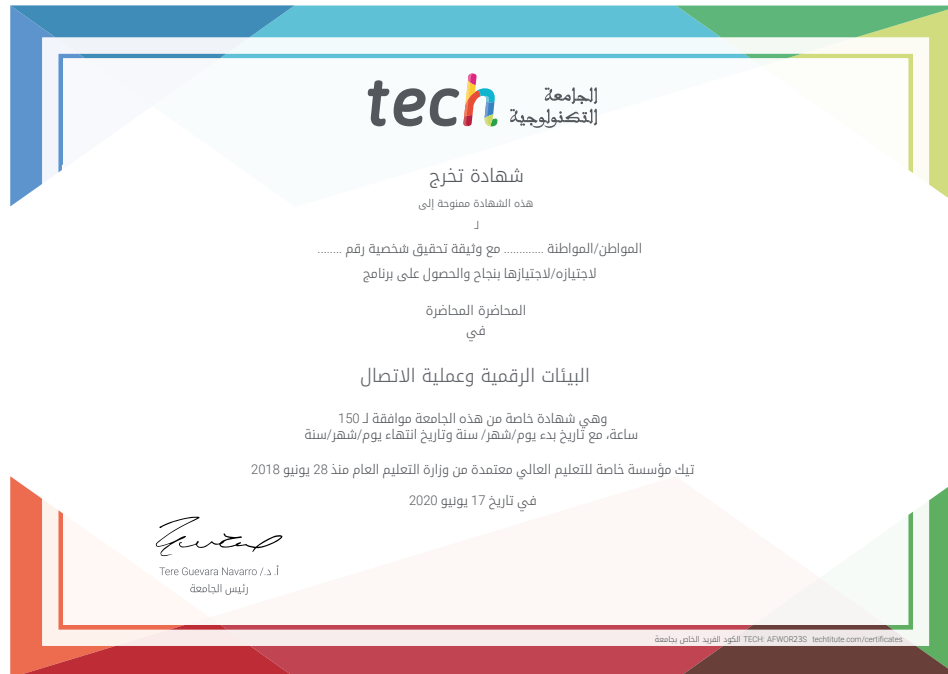 tech الجامعة
التكنولوجية
شهادة تخرج
هذه الشهادة ممنوحة إلى
لـ
المواطن/المواطنة ............. مع وثيقة تحقيق شخصية رقم ........
لاجتيازه/لاجتيازها بنجاح والحصول على برنامج
المحاضرة المحاضرة
في
البيئات الرقمية وعملية الاتصال
وهي شهادة خاصة من هذه الجامعة موافقة لـ 150
ساعة، مع تاريخ بدء يوم/شهر/ سنة وتاريخ انتهاء يوم/شهر/سنة
تيك مؤسسة خاصة للتعليم العالي معتمدة من وزارة التعليم العام منذ 28 يونيو 2018
في تاريخ 17 يونيو 2020
أ. د./ Tere Guevara Navarro
رئيس الجامعة
الكود الفريد الخاص بجامعة TECH: AFWOR23S techtitute.com/certificates